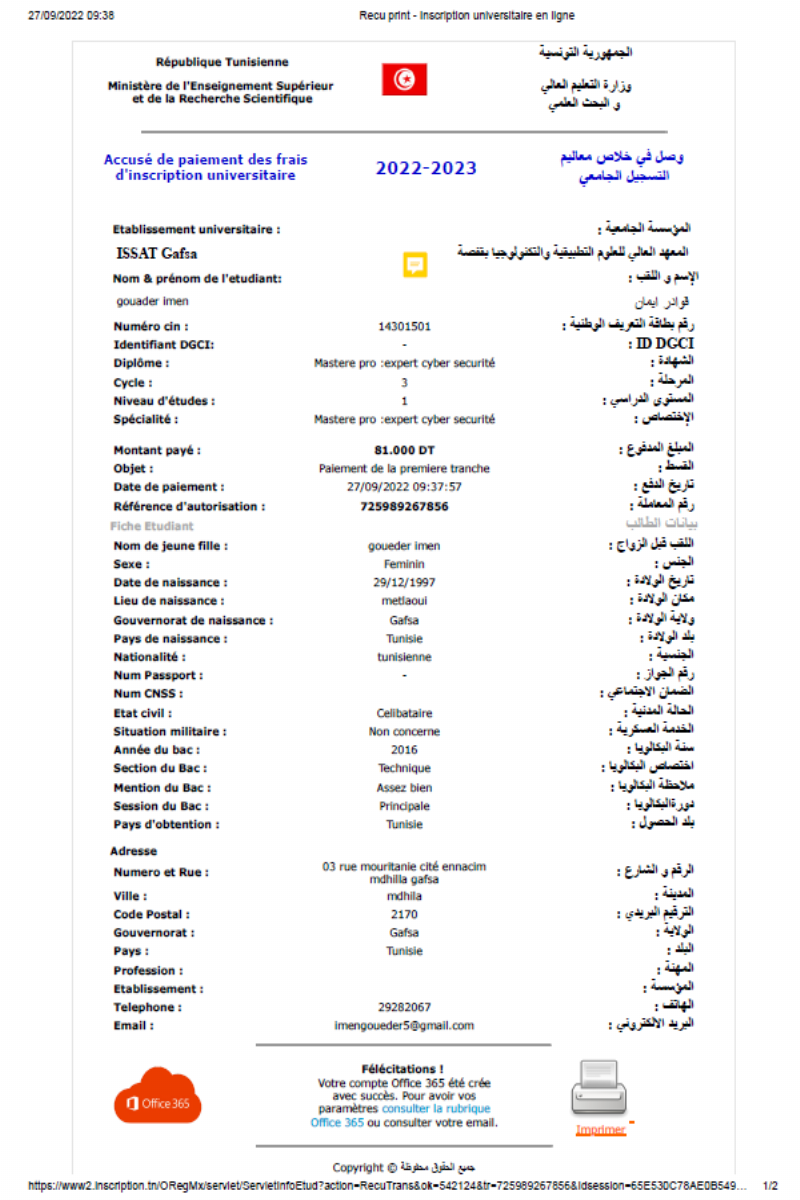 27/09/2022 09:38
Recu print - Inscription universitaire en ligne
République Tunisienne
الجمهورية التونسية
Ministère de l'Enseignement Supérieur
et de la Recherche Scientifique
وزارة التعليم العالي
و البحث العلمي
Accusé de paiement des frais
d'inscription universitaire
2022-2023
وصل في خلاص معاليم
التسجيل الجامعي
Etablissement universitaire :
المؤسسة الجامعية :
ISSAT Gafsa
المعهد العالي للعلوم التطبيقية والتكنولوجيا بقفصة
Nom & prénom de l'etudiant:
الإسم و اللقب :
gouader imen
قوادر ايمان
Numéro cin : 14301501 رقم بطاقة التعريف الوطنية :
Identifiant DGCI: - ID DGCI :
Diplôme : Mastere pro :expert cyber securité الشهادة :
Cycle : 3 المرحلة :
Niveau d'études : 1 المستوى الدراسي :
Spécialité : Mastere pro :expert cyber securité الإختصاص :
Montant payé : 81.000 DT المبلغ المدفوع :
Objet : Paiement de la premiere tranche القسط :
Date de paiement : 27/09/2022 09:37:57 تاريخ الدفع :
Référence d'autorisation : 725989267856 رقم المعاملة :
Fiche Etudiant بيانات الطالب
Nom de jeune fille : goueder imen اللقب قبل الزواج :
Sexe : Feminin الجنس :
Date de naissance : 29/12/1997 تاريخ الولادة :
Lieu de naissance : metlaoui مكان الولادة :
Gouvernorat de naissance : Gafsa ولاية الولادة :
Pays de naissance : Tunisie بلد الولادة :
Nationalité : tunisienne الجنسية :
Num Passport : - رقم الجواز :
Num CNSS : الضمان الاجتماعي :
Etat civil : Celibataire الحالة المدنية :
Situation militaire : Non concerne الخدمة العسكرية :
Année du bac : 2016 سنة البكالويا :
Section du Bac : Technique اختصاص البكالويا :
Mention du Bac : Assez bien ملاحظة البكالويا :
Session du Bac : Principale دورةالبكالويا :
Pays d'obtention : Tunisie بلد الحصول :
Adresse
Numero et Rue : 03 rue mouritanie cité ennacim الرقم و الشارع :
mdhilla gafsa
Ville : mdhila المدينة :
Code Postal : 2170 الترقيم البريدي :
Gouvernorat : Gafsa الولاية :
Pays : Tunisie البلد :
Profession : المهنة :
Etablissement : المؤسسة :
Telephone : 29282067 الهاتف :
Email : imengoueder5@gmail.com البريد الالكتروني :
Office 365
Félécitations !
Votre compte Office 365 été crée
avec succès. Pour avoir vos
paramètres consulter la rubrique
Office 365 ou consulter votre email.
Imprimer
Copyright © جميع الحقوق محفوظة
https://www2.inscription.tn/ORegMx/servlet/ServletInfoEtud?action=RecuTrans&ok=542124&tr=725989267856&idsession=65E530C78AE0B549... 1/2